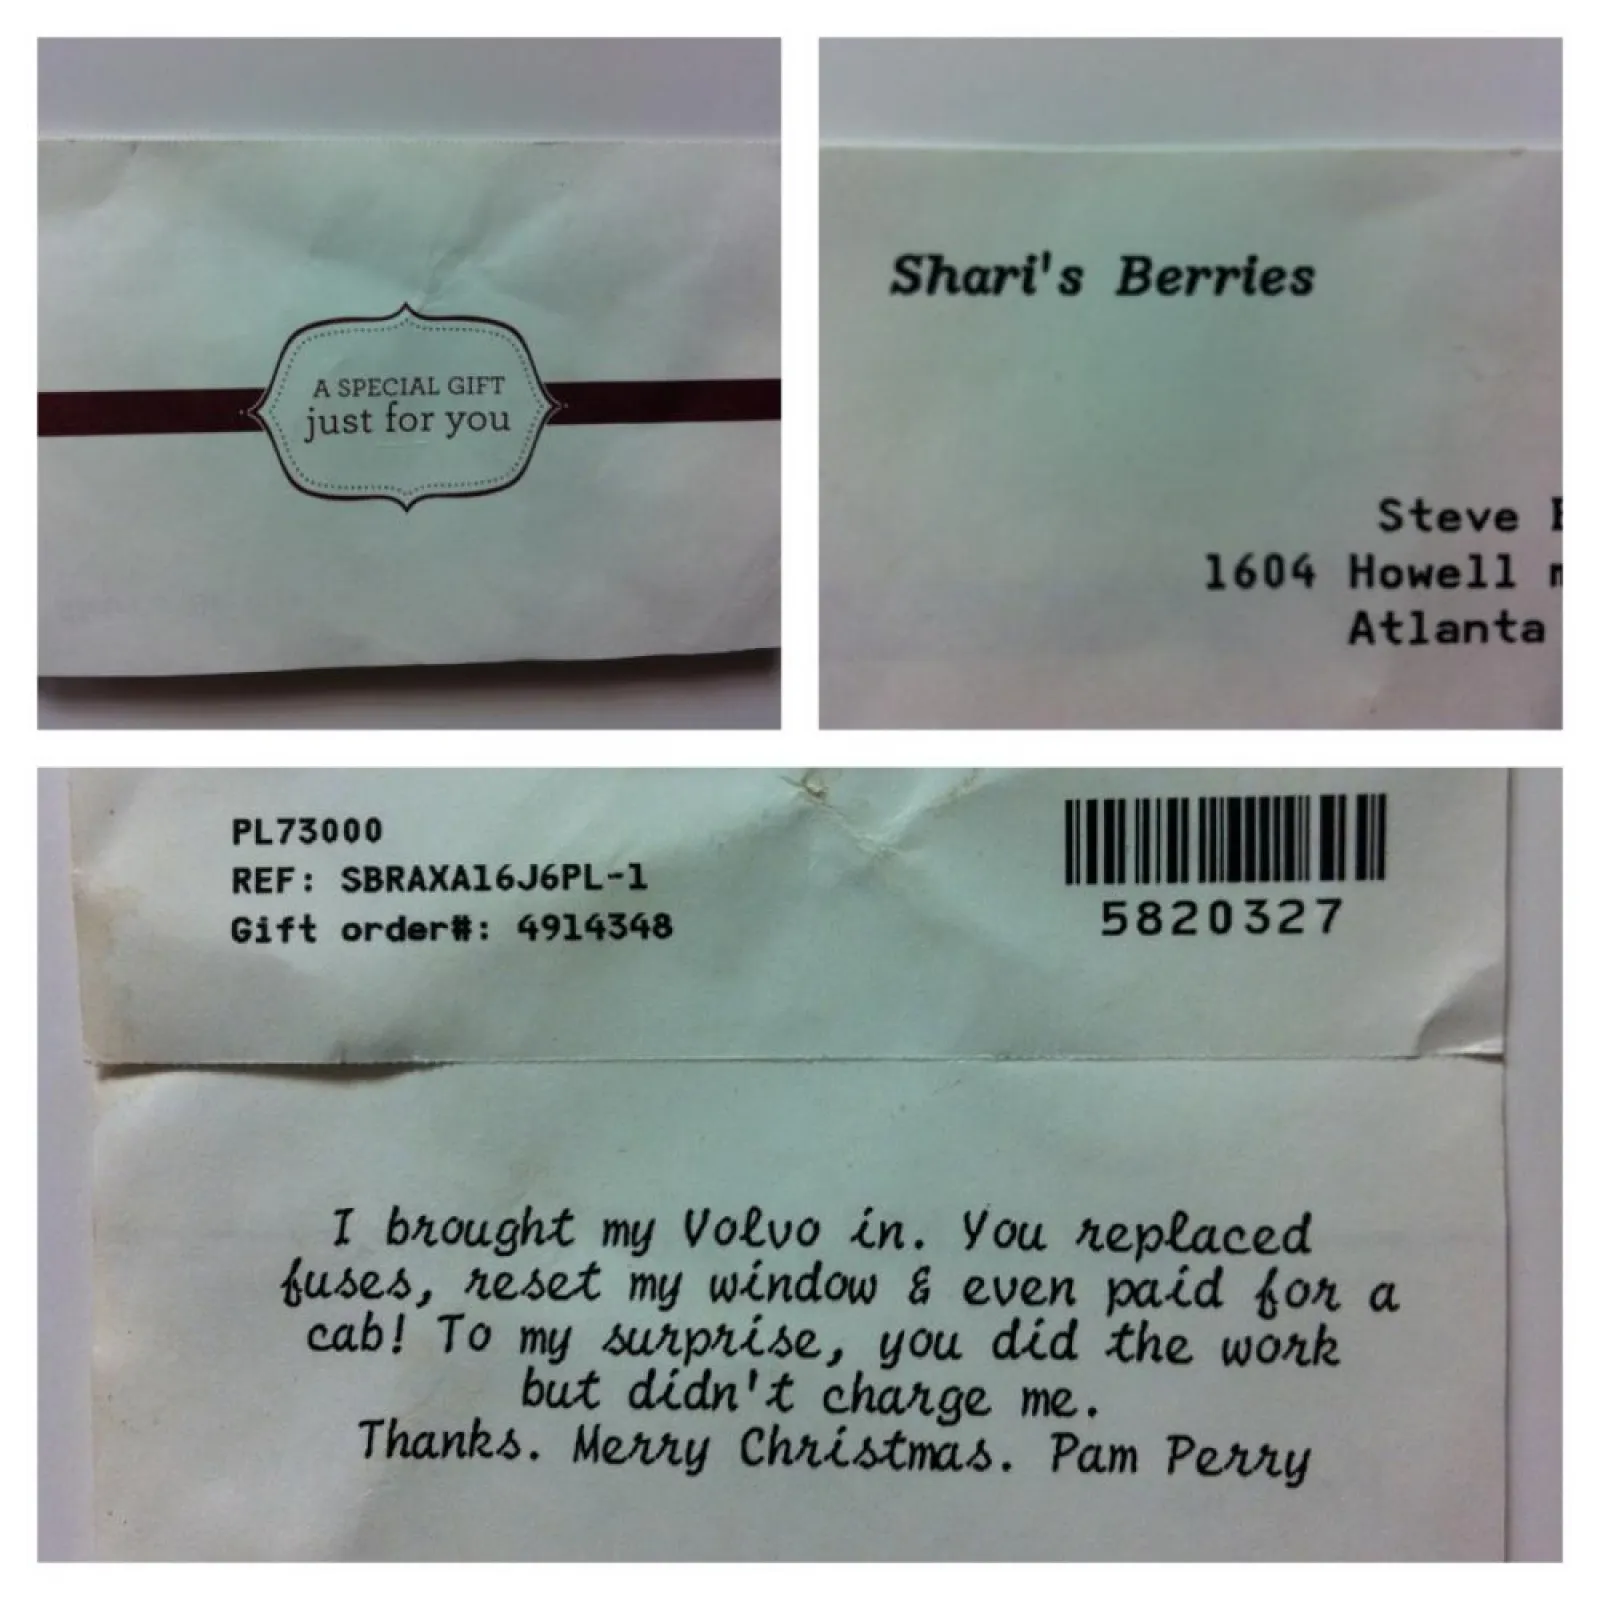 A SPECIAL GIFT
just for you
Shari's Berries
Steve
1604 Howell
Atlanta
PL73000
REF: SBRAXA16J6PL-1
Gift order#: 4914348
5820327
I brought my Volvo in. You replaced
fuses, reset my window & even paid for a
cab! To my surprise, you did the work
but didn't charge me.
Thanks. Merry Christmas. Pam Perry